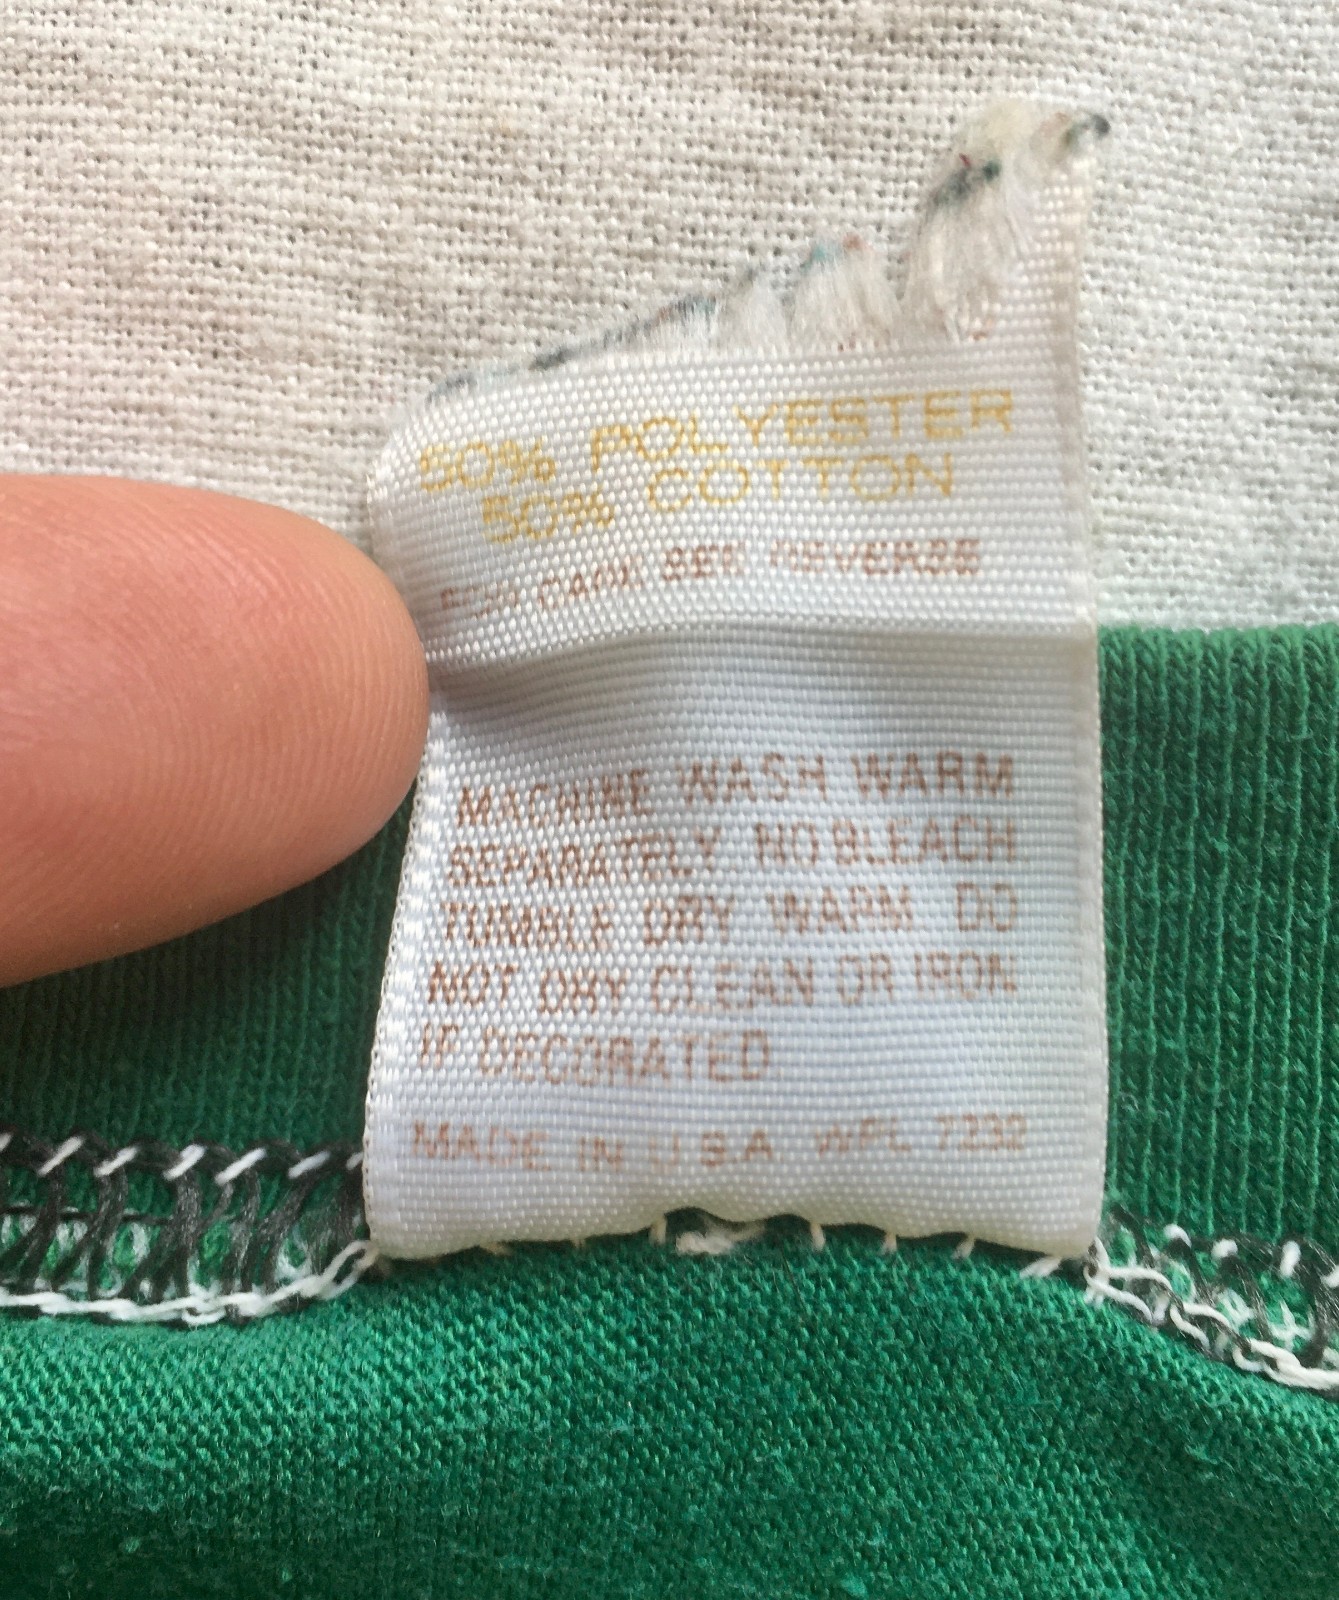 50% POLYESTER
50% COTTON
FOR CARE SEE REVERSE
MACHINE WASH WARM
SEPARATELY NO BLEACH
TUMBLE DRY WARM DO
NOT DRY CLEAN OR IRON
IF DECORATED
MADE IN U.S.A. WPL 7232